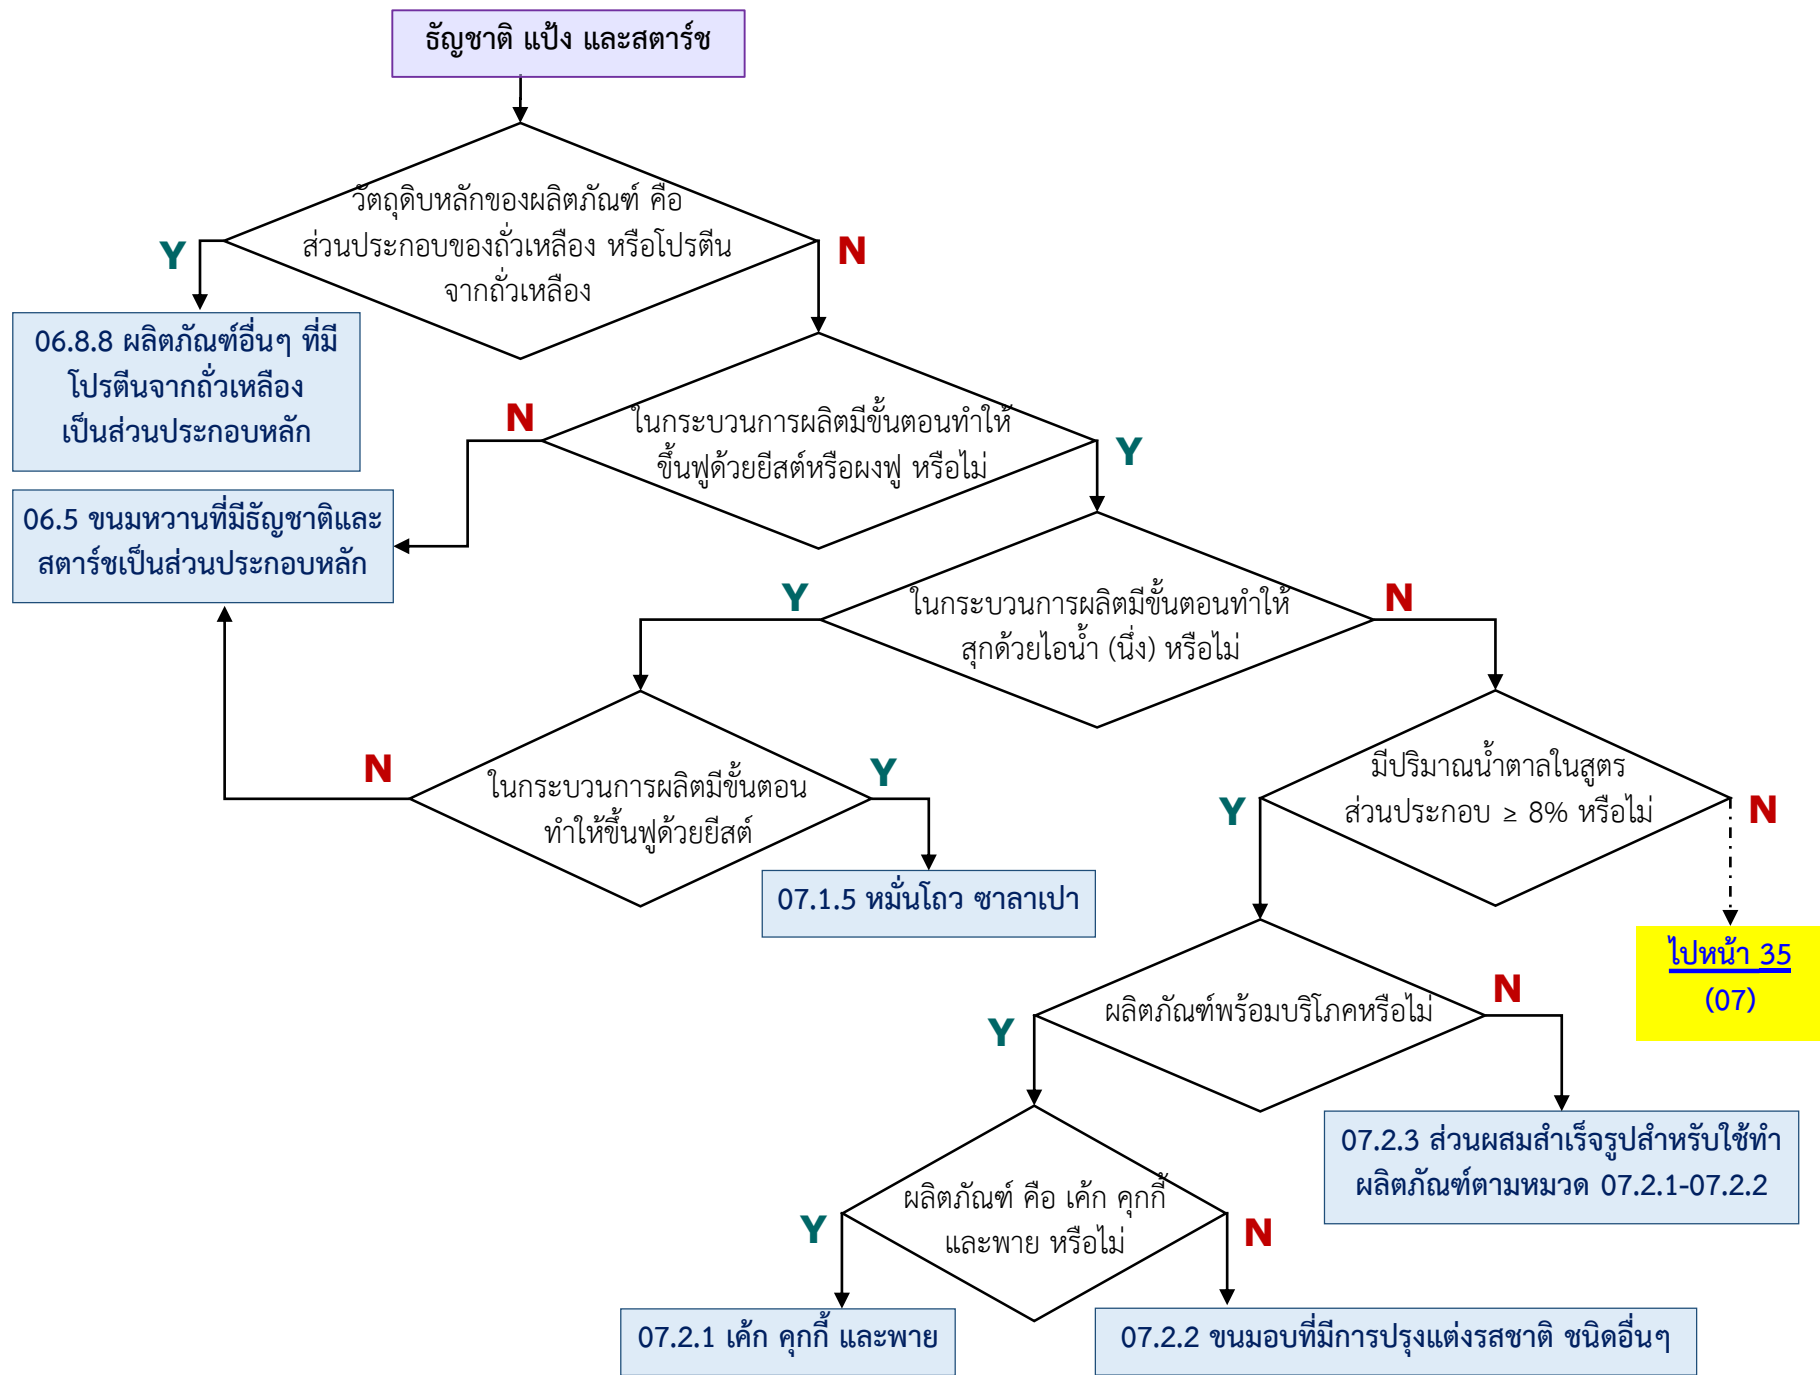 ธัญชาติ แป้ง และสตาร์ช
วัตถุดิบหลักของผลิตภัณฑ์ คือ
ส่วนประกอบของถั่วเหลือง หรือโปรตีน
จากถั่วเหลือง
Y
N
06.8.8 ผลิตภัณฑ์อื่นๆ ที่มี
โปรตีนจากถั่วเหลือง
เป็นส่วนประกอบหลัก
ในกระบวนการผลิตมีขั้นตอนทำให้
ขึ้นฟูด้วยยีสต์หรือผงฟู หรือไม่
N
Y
06.5 ขนมหวานที่มีธัญชาติและ
สตาร์ชเป็นส่วนประกอบหลัก
ในกระบวนการผลิตมีขั้นตอนทำให้
สุกด้วยไอน้ำ (นึ่ง) หรือไม่
Y
N
ในกระบวนการผลิตมีขั้นตอน
ทำให้ขึ้นฟูด้วยยีสต์
N
Y
มีปริมาณน้ำตาลในสูตร
ส่วนประกอบ ≥ 8% หรือไม่
Y
N
07.1.5 หมั่นโถว ซาลาเปา
ไปหน้า 35
(07)
ผลิตภัณฑ์พร้อมบริโภคหรือไม่
Y
N
07.2.3 ส่วนผสมสำเร็จรูปสำหรับใช้ทำ
ผลิตภัณฑ์ตามหมวด 07.2.1-07.2.2
ผลิตภัณฑ์ คือ เค้ก คุกกี้
และพาย หรือไม่
Y
N
07.2.1 เค้ก คุกกี้ และพาย
07.2.2 ขนมอบที่มีการปรุงแต่งรสชาติ ชนิดอื่นๆ